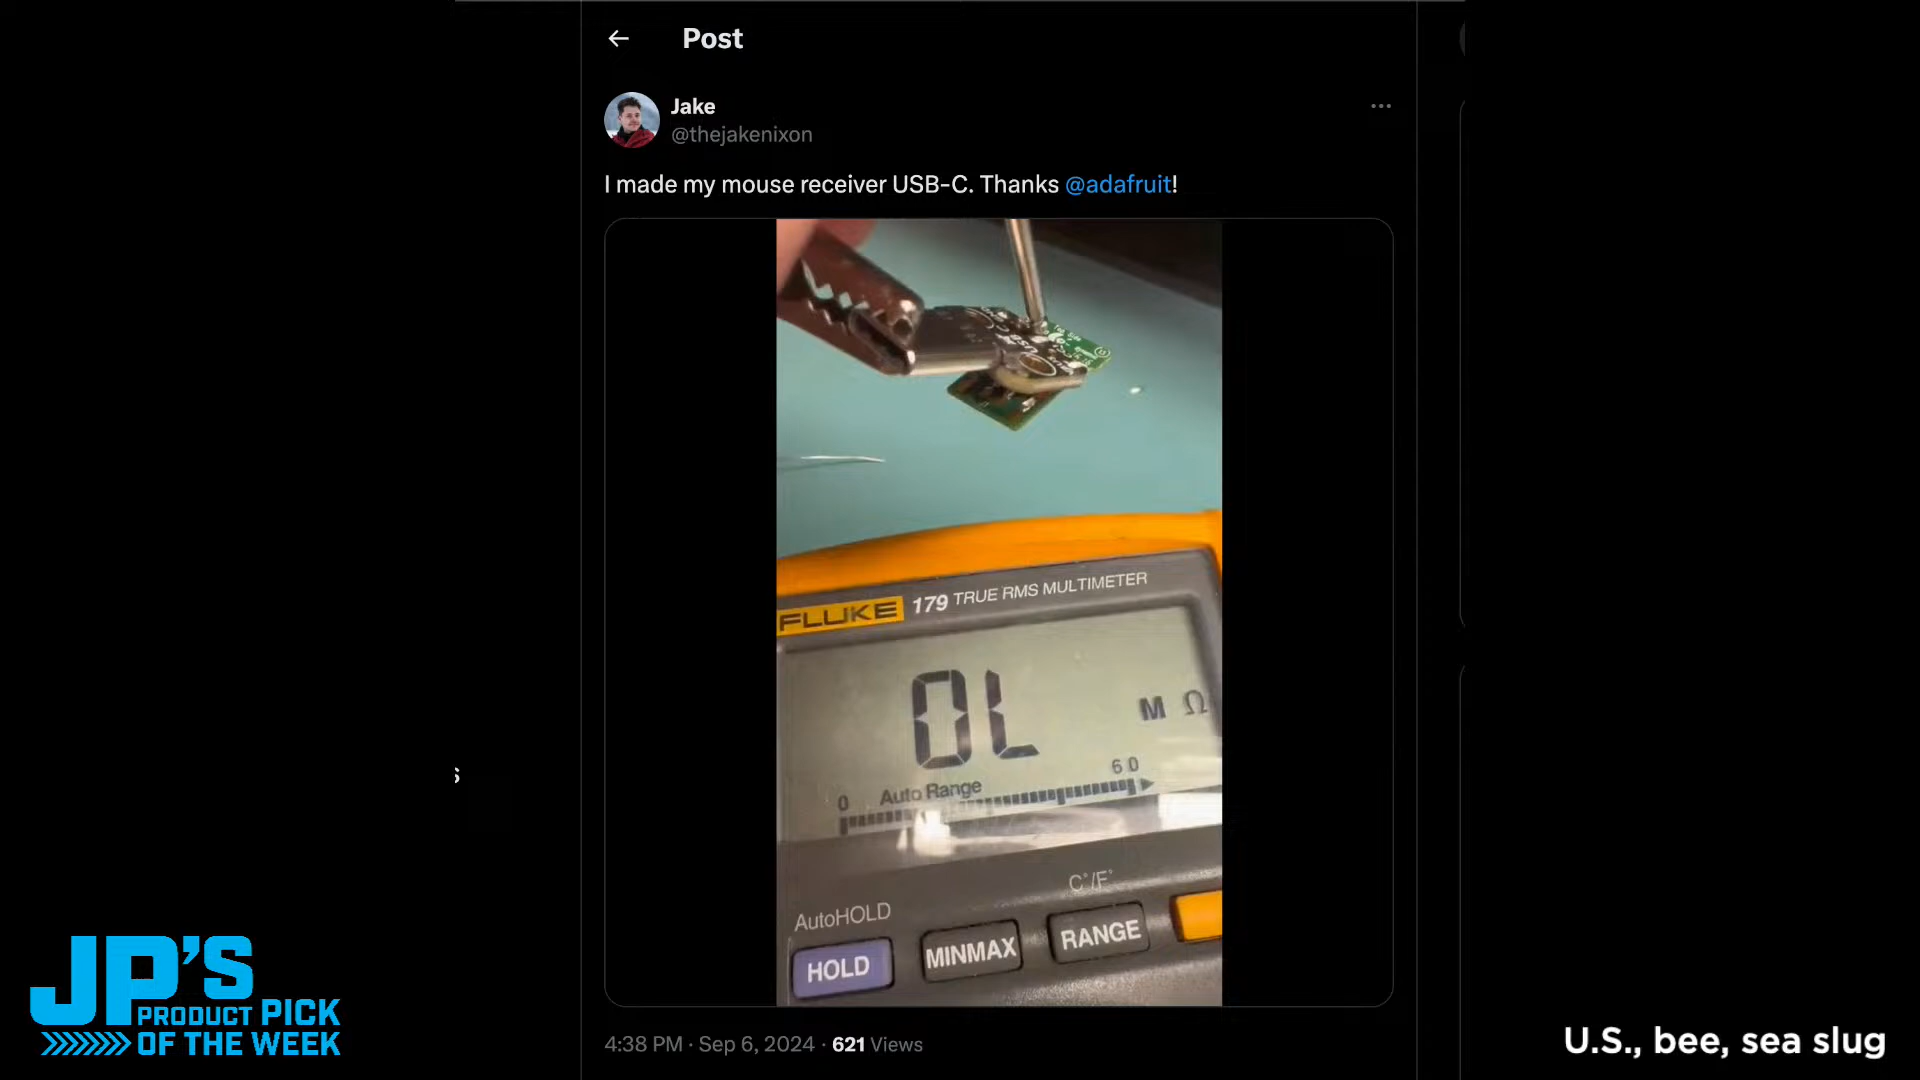 Post
Jake
@thejakenixon
I made my mouse receiver USB-C. Thanks @adafruit!
FLUKE 179 TRUE RMS MULTIMETER
OL MΩ
0 Auto Range 60
AutoHOLD C°/F°
HOLD MINMAX RANGE
4:38 PM · Sep 6, 2024 · 621 Views
JP'S
PRODUCT PICK
OF THE WEEK
U.S., bee, sea slug